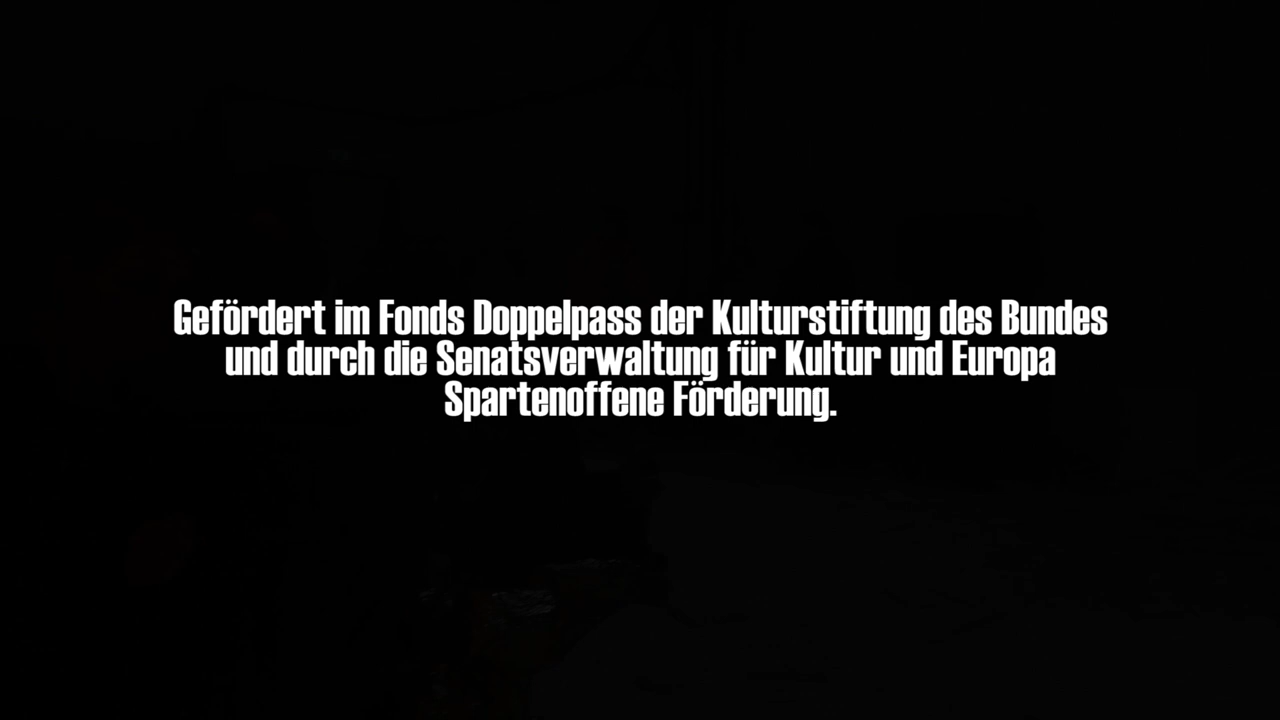 Gefördert im Fonds Doppelpass der Kulturstiftung des Bundes
und durch die Senatsverwaltung für Kultur und Europa
Spartenoffene Förderung.